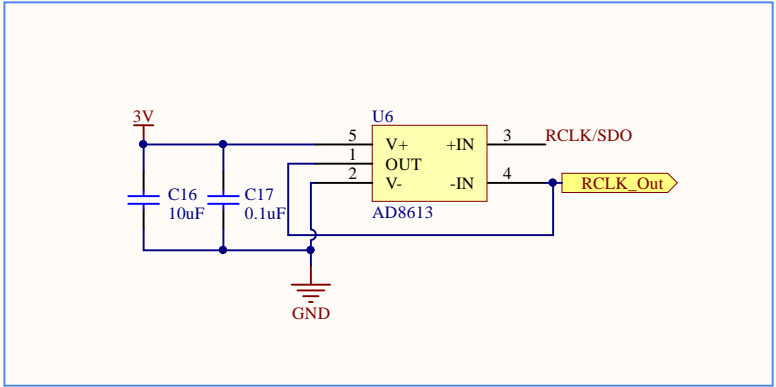 3V
U6
5
V+
+IN
3
RCLK/SDO
1
OUT
2
V-
-IN
4
RCLK_Out
C16
10uF
C17
0.1uF
AD8613
GND